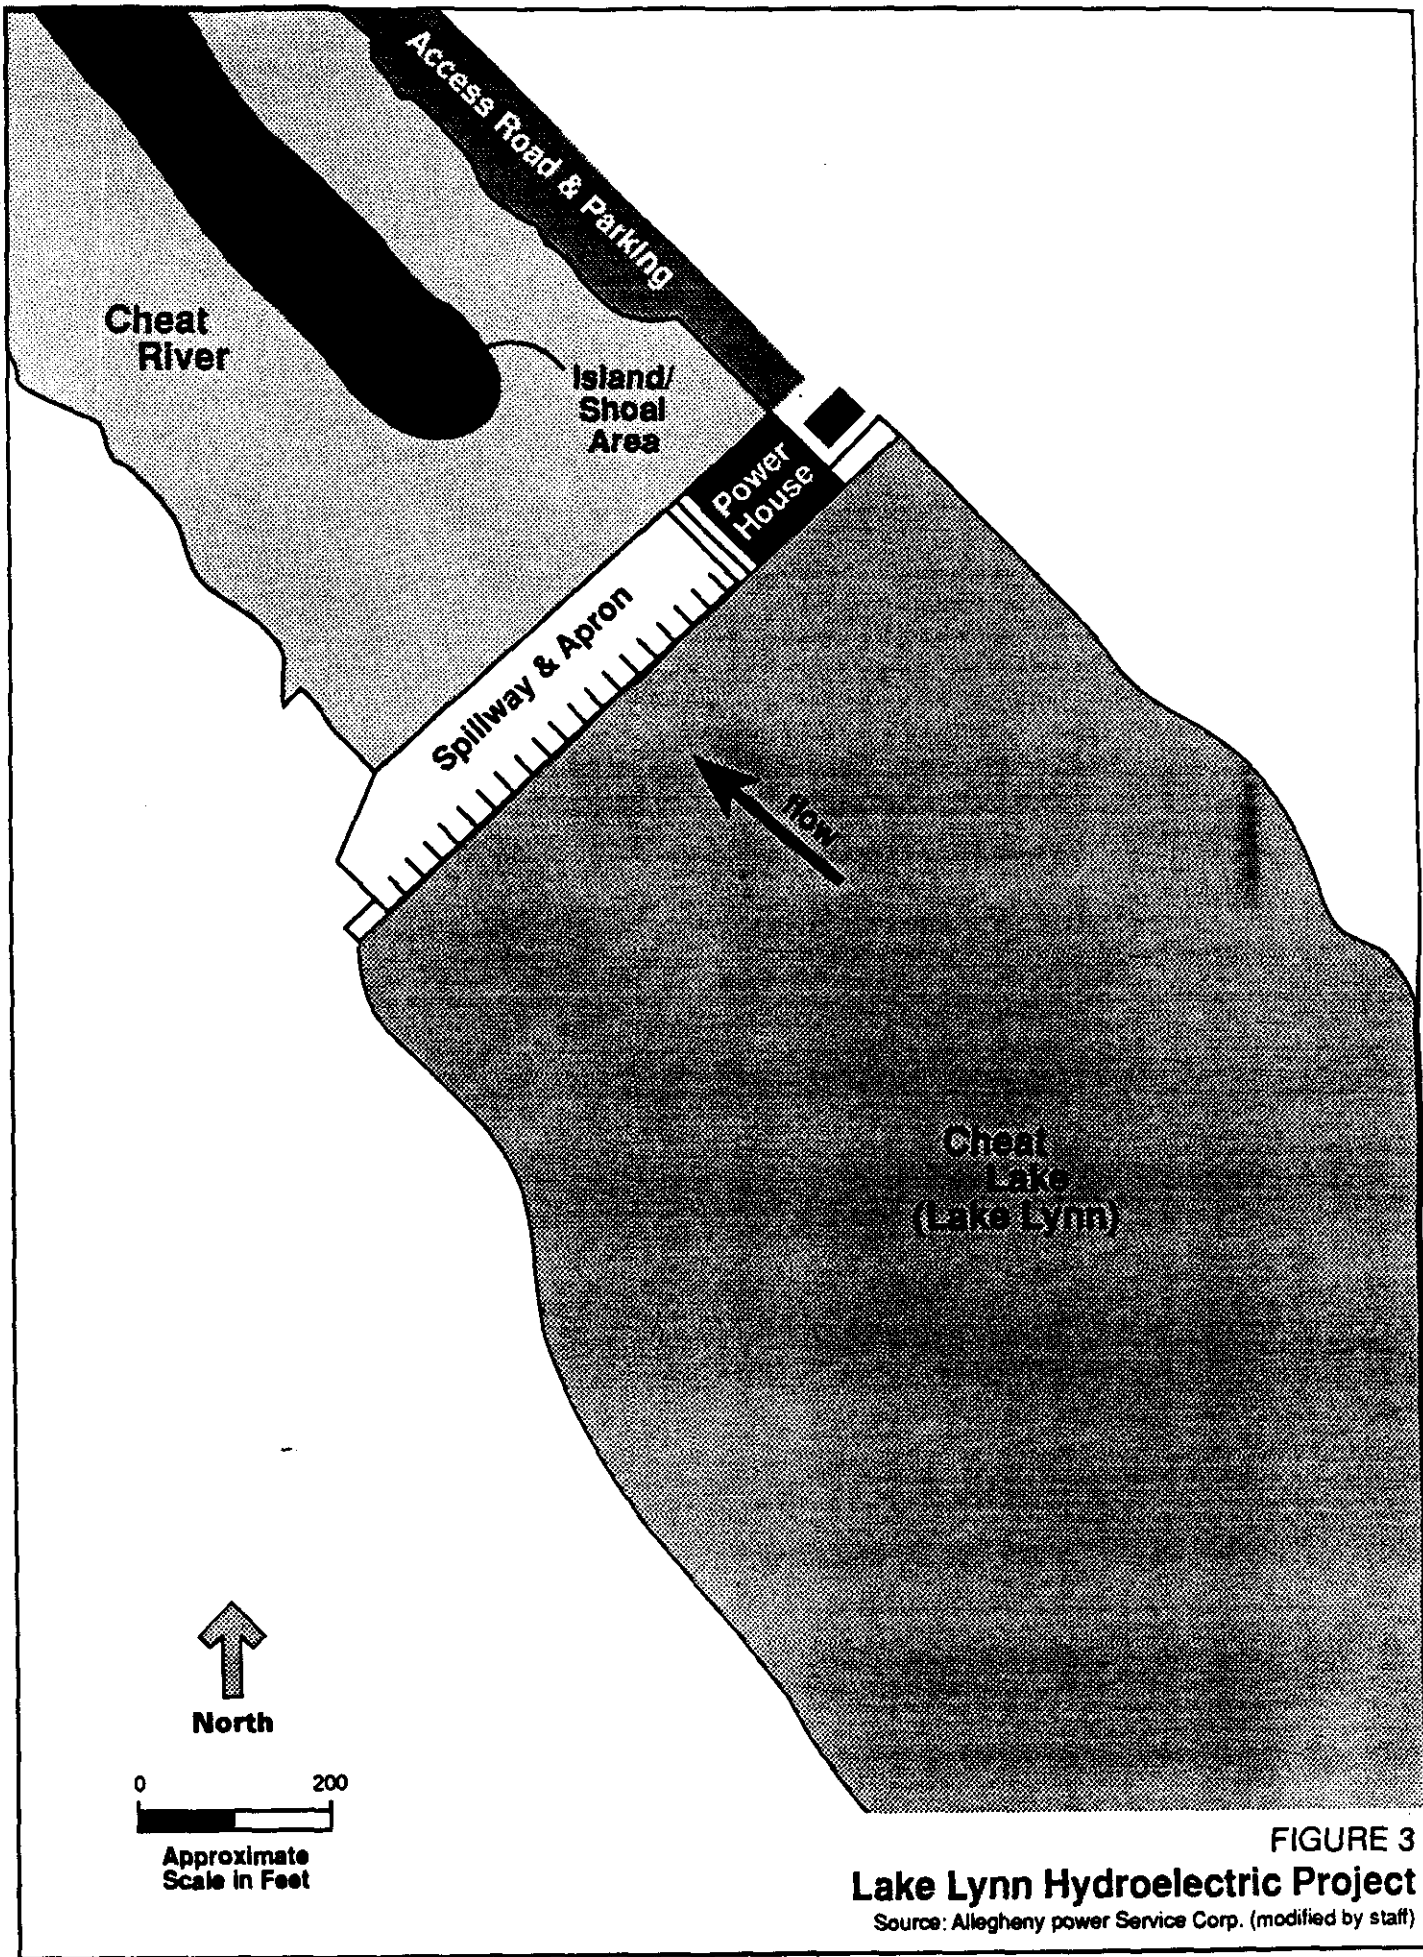 Access Road & Parking
Cheat
River
Island/
Shoal
Area
Power
House
Spillway & Apron
flow
Cheat
Lake
(Lake Lynn)
North
0 200
Approximate
Scale in Feet
FIGURE 3
Lake Lynn Hydroelectric Project
Source: Allegheny power Service Corp. (modified by staff)